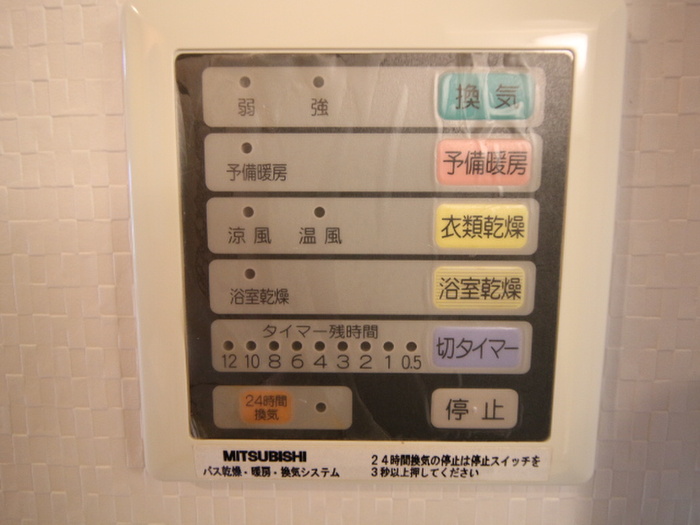 弱 強 換気
予備暖房 予備暖房
涼風 温風 衣類乾燥
浴室乾燥 浴室乾燥
タイマー残時間
12 10 8 6 4 3 2 1 0.5 切タイマー
24時間
換気
停止
MITSUBISHI
バス乾燥・暖房・換気システム
24時間換気の停止は停止スイッチを
3秒以上押してください